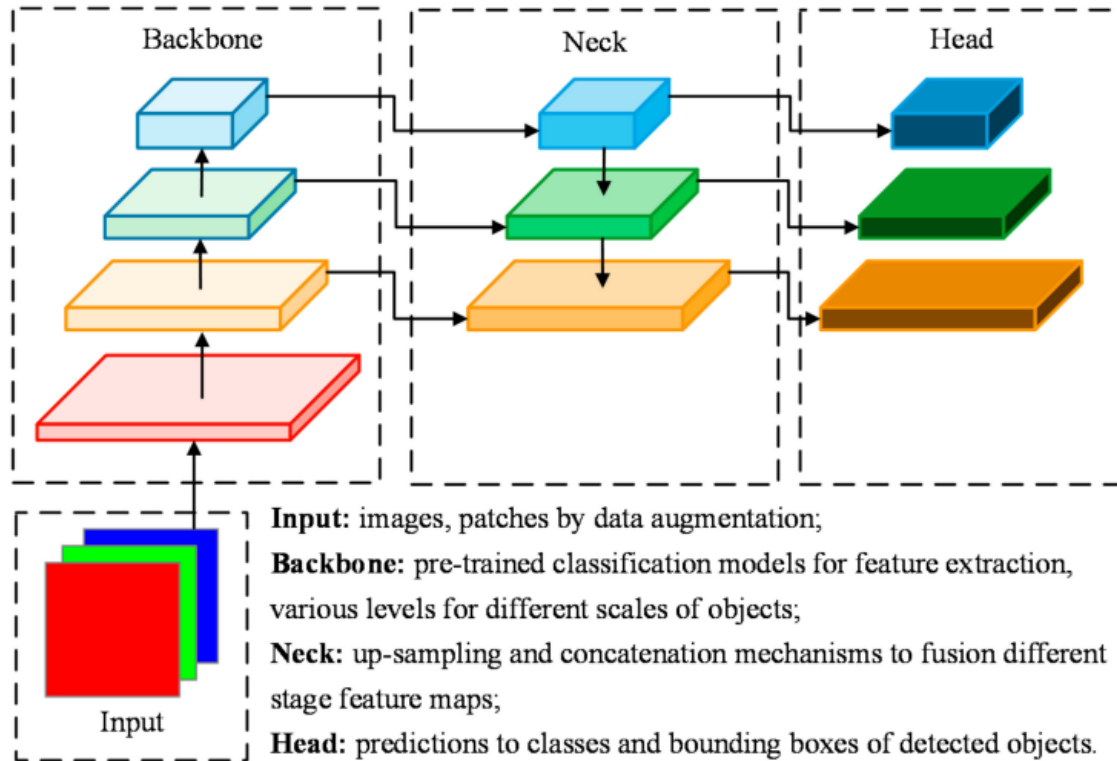 Backbone
Neck
Head
Input
Input: images, patches by data augmentation;
Backbone: pre-trained classification models for feature extraction,
various levels for different scales of objects;
Neck: up-sampling and concatenation mechanisms to fusion different
stage feature maps;
Head: predictions to classes and bounding boxes of detected objects.